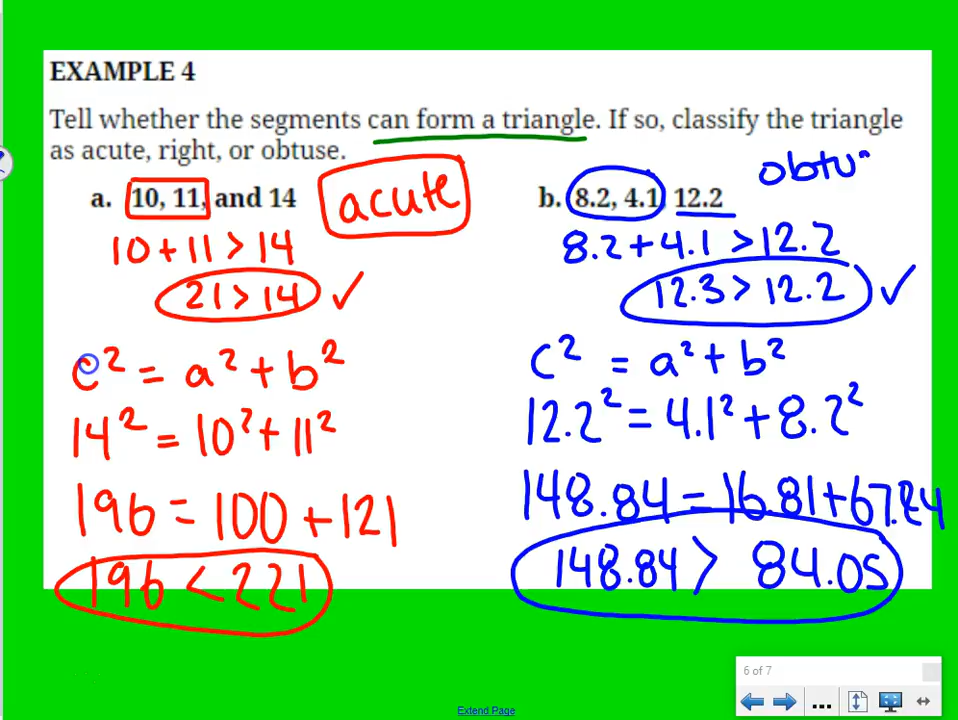 EXAMPLE 4
Tell whether the segments can form a triangle. If so, classify the triangle
as acute, right, or obtuse.
a. 10, 11, and 14
acute
10 + 11 > 14
21 > 14 ✓
c² = a² + b²
14² = 10² + 11²
196 = 100 + 121
196 < 221
b. 8.2, 4.1, 12.2
obtus
8.2 + 4.1 > 12.2
12.3 > 12.2 ✓
c² = a² + b²
12.2² = 4.1² + 8.2²
148.84 = 16.81 + 67.24
148.84 > 84.05
6 of 7
Extend Page